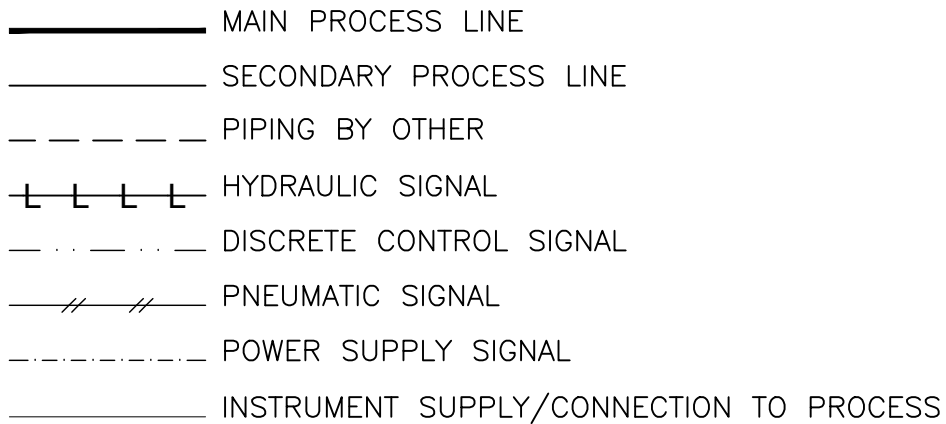 MAIN PROCESS LINE
SECONDARY PROCESS LINE
PIPING BY OTHER
L L L L HYDRAULIC SIGNAL
DISCRETE CONTROL SIGNAL
PNEUMATIC SIGNAL
POWER SUPPLY SIGNAL
INSTRUMENT SUPPLY/CONNECTION TO PROCESS